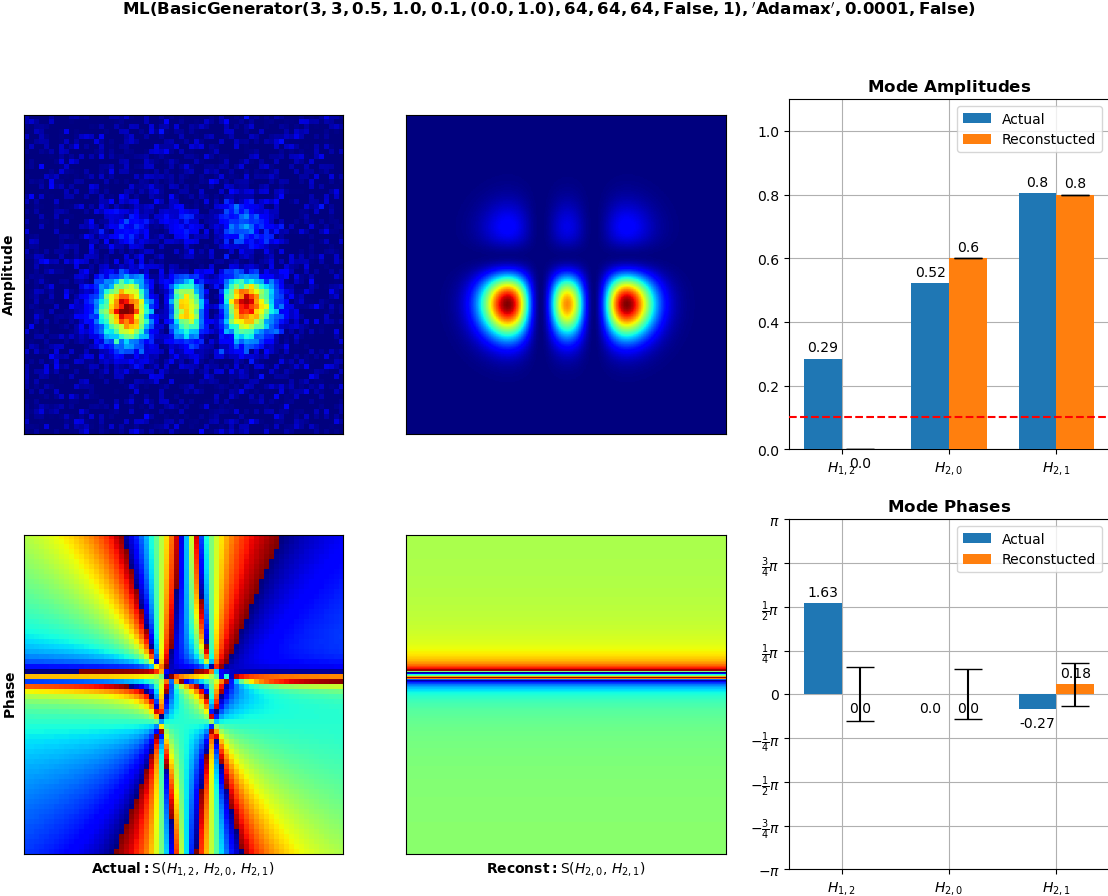 ML(BasicGenerator(3, 3, 0.5, 1.0, 0.1, (0.0, 1.0), 64, 64, 64, False, 1), ′Adamax′, 0.0001, False)
Amplitude
Mode Amplitudes
Actual
Reconstucted
1.0
0.8
0.6
0.4
0.2
0.0
0.29
0.0
0.52
0.6
0.8
0.8
H1,2
H2,0
H2,1
Phase
Actual: S(H1,2, H2,0, H2,1)
Reconst: S(H2,0, H2,1)
Mode Phases
Actual
Reconstucted
π
3/4π
1/2π
1/4π
0
−1/4π
−1/2π
−3/4π
−π
1.63
0.0
0.0
0.0
-0.27
0.18
H1,2
H2,0
H2,1